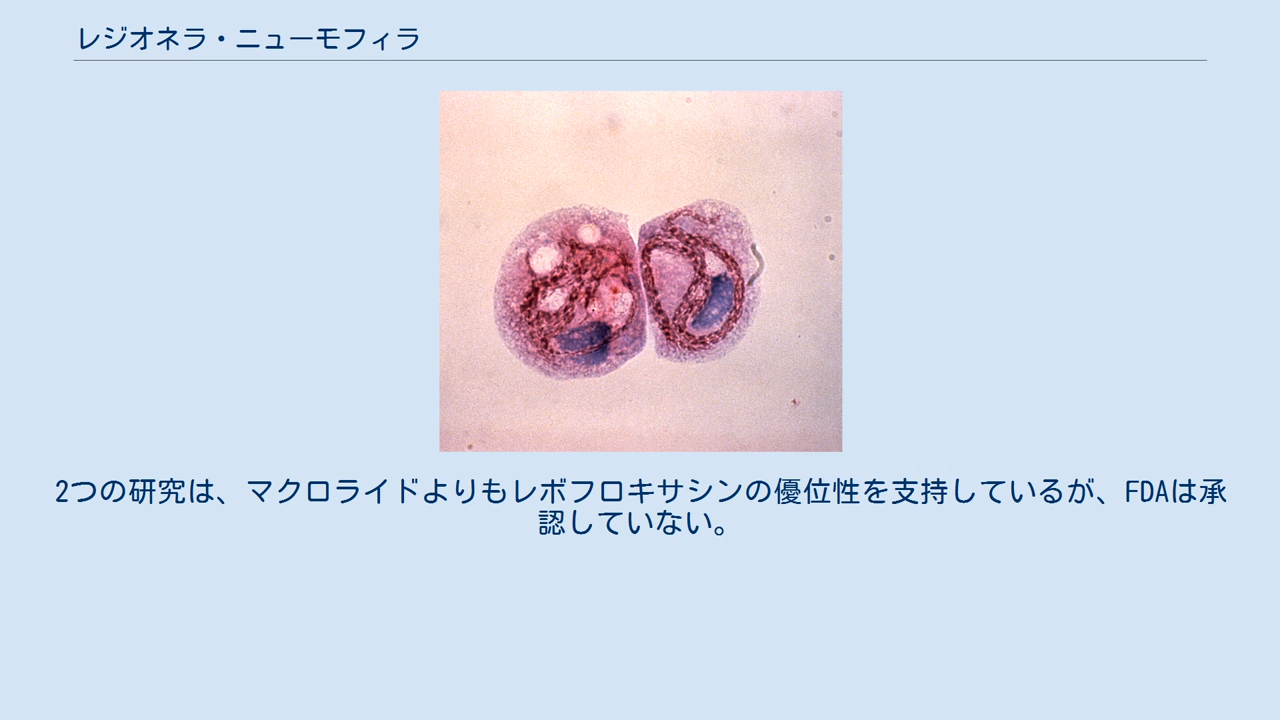 レジオネラ・ニューモフィラ
2つの研究は、マクロライドよりもレボフロキサシンの優位性を支持しているが、FDAは承
認していない。